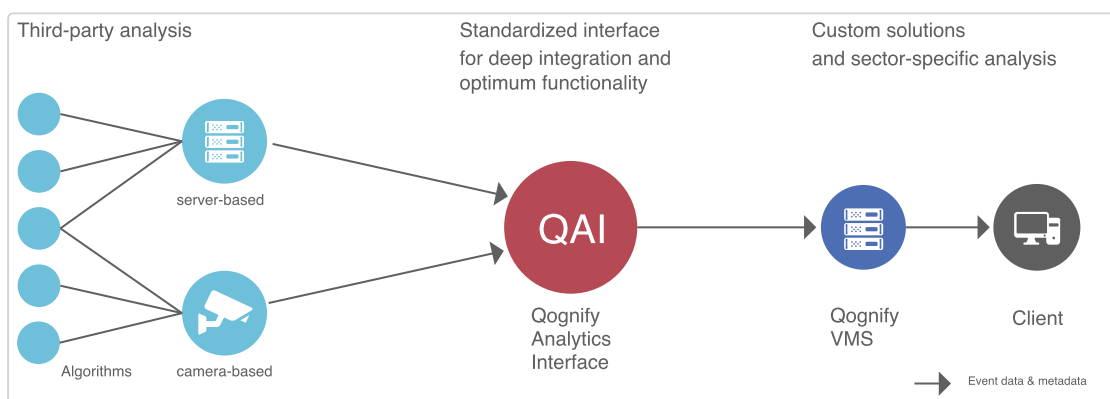 Third-party analysis
Standardized interface
for deep integration and
optimum functionality
Custom solutions
and sector-specific analysis
server-based
QAI
Qognify
Analytics
Interface
Qognify
VMS
Client
Algorithms
camera-based
Event data & metadata